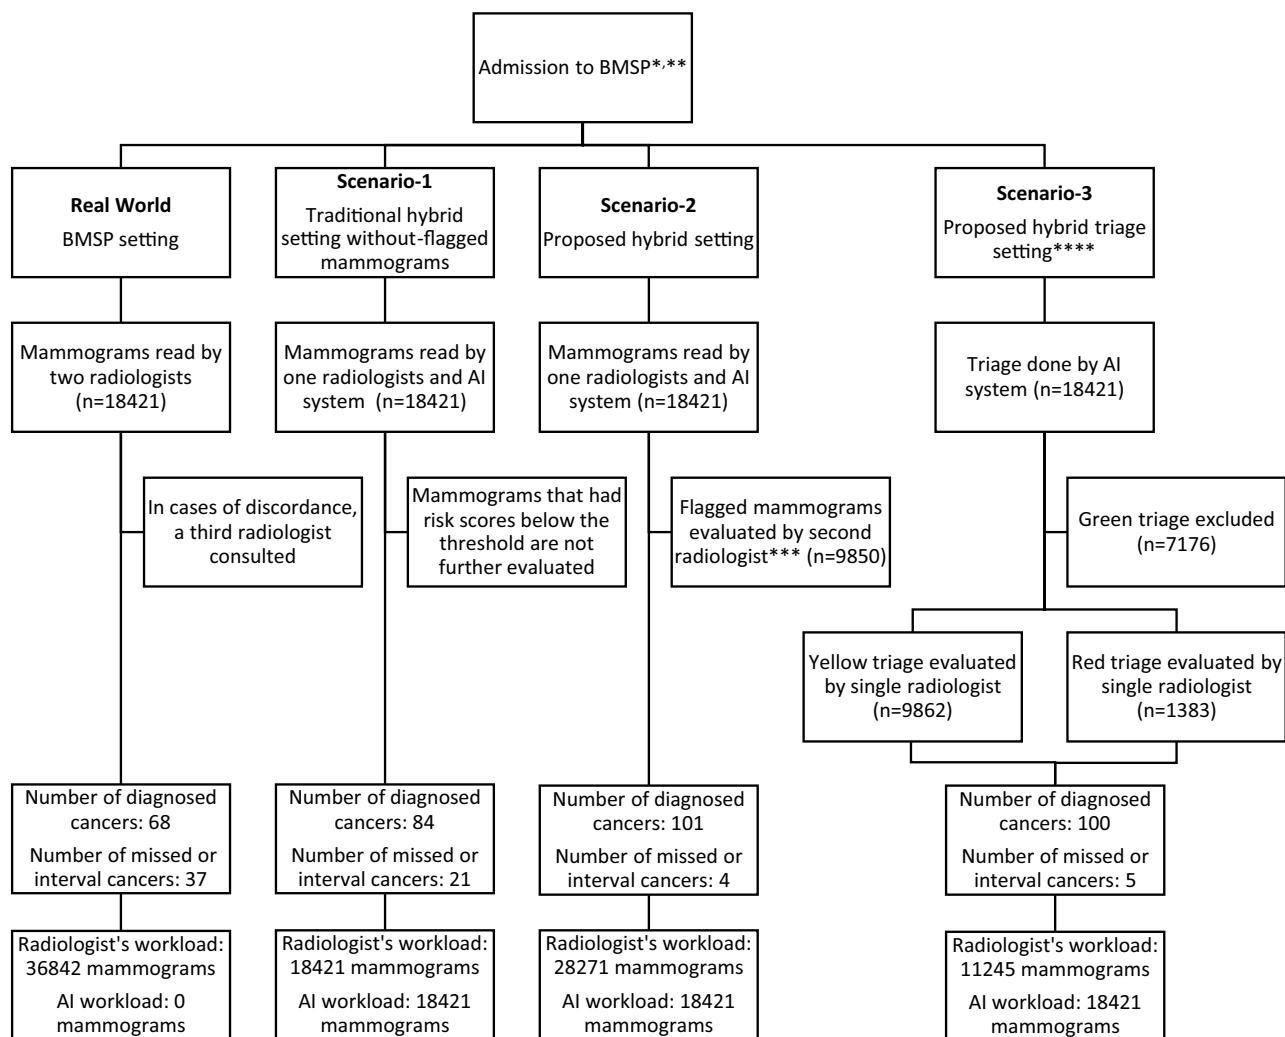 Admission to BMSP*,**
Real World
BMSP setting
Scenario-1
Traditional hybrid
setting without-flagged
mammograms
Scenario-2
Proposed hybrid setting
Scenario-3
Proposed hybrid triage
setting****
Mammograms read by
two radiologists
(n=18421)
Mammograms read by
one radiologists and AI
system (n=18421)
Mammograms read by
one radiologists and AI
system (n=18421)
Triage done by AI
system (n=18421)
In cases of discordance,
a third radiologist
consulted
Mammograms that had
risk scores below the
threshold are not
further evaluated
Flagged mammograms
evaluated by second
radiologist*** (n=9850)
Green triage excluded
(n=7176)
Yellow triage evaluated
by single radiologist
(n=9862)
Red triage evaluated by
single radiologist
(n=1383)
Number of diagnosed
cancers: 68
Number of missed or
interval cancers: 37
Number of diagnosed
cancers: 84
Number of missed or
interval cancers: 21
Number of diagnosed
cancers: 101
Number of missed or
interval cancers: 4
Number of diagnosed
cancers: 100
Number of missed or
interval cancers: 5
Radiologist's workload:
36842 mammograms
AI workload: 0
mammograms
Radiologist's workload:
18421 mammograms
AI workload: 18421
mammograms
Radiologist's workload:
28271 mammograms
AI workload: 18421
mammograms
Radiologist's workload:
11245 mammograms
AI workload: 18421
mammograms